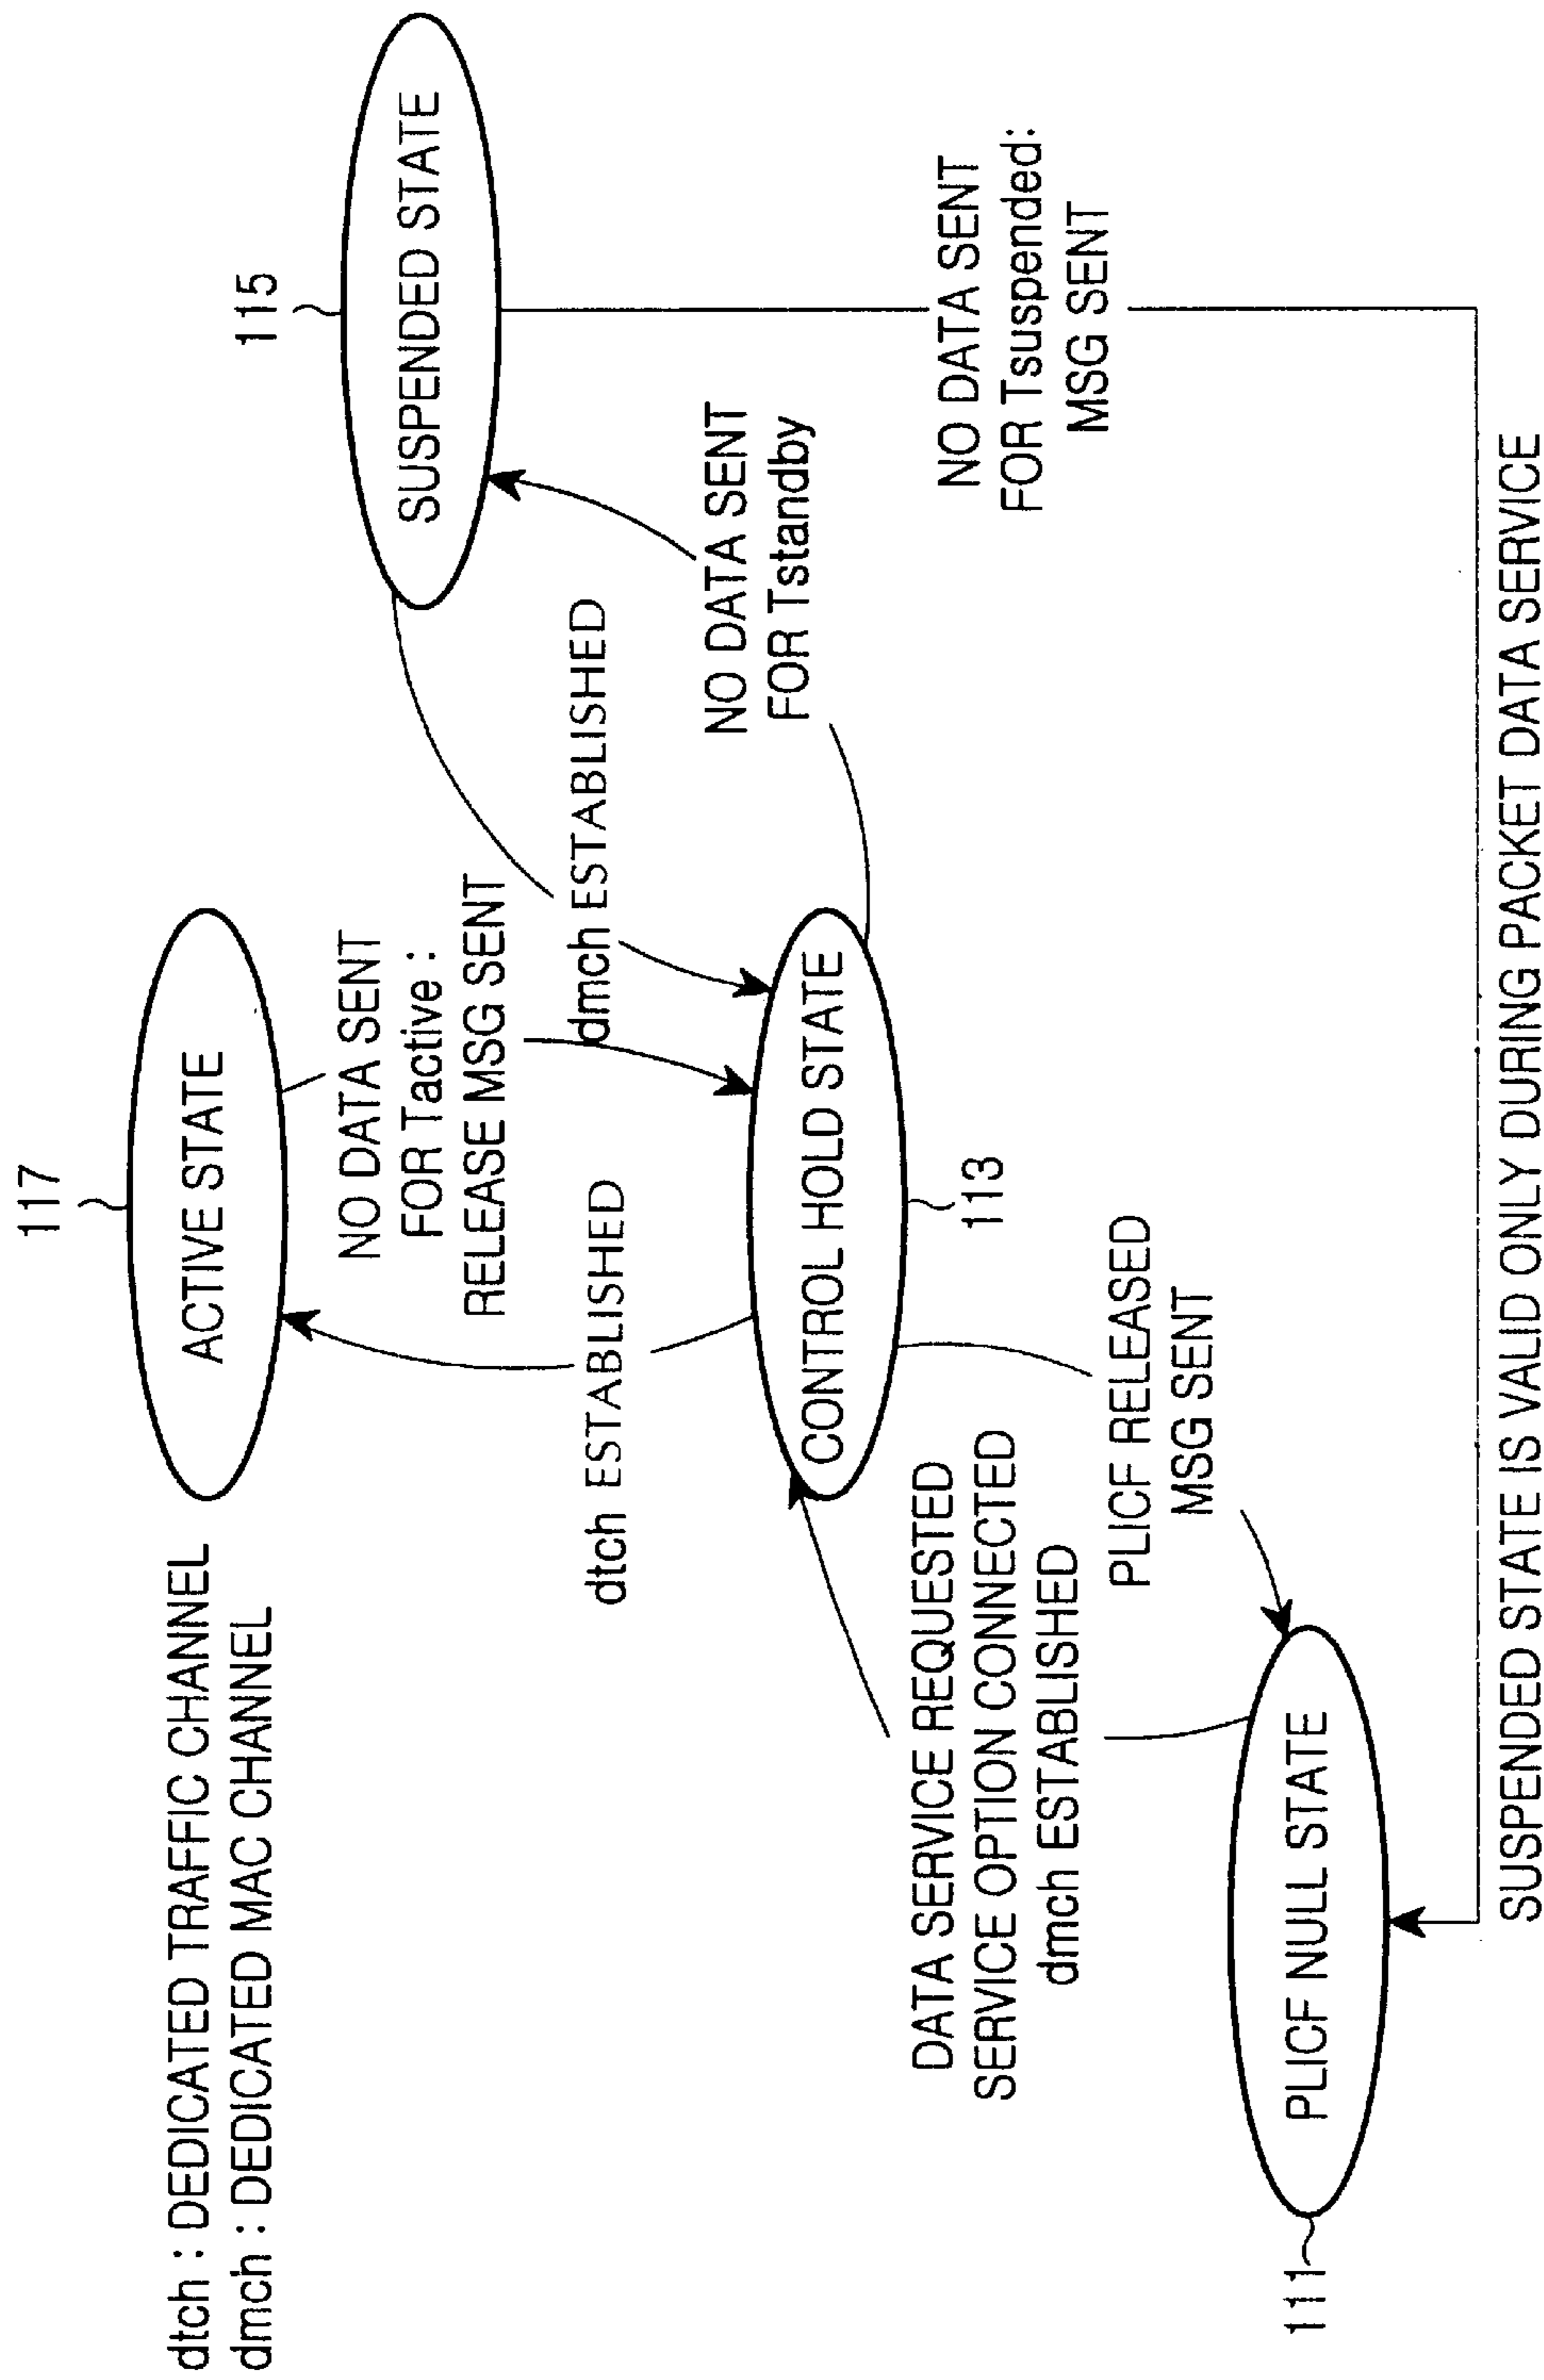 dtch : DEDICATED TRAFFIC CHANNEL
dmch : DEDICATED MAC CHANNEL
117
ACTIVE STATE
115
SUSPENDED STATE
NO DATA SENT
FOR Tactive :
RELEASE MSG SENT
dtch ESTABLISHED
dmch ESTABLISHED
NO DATA SENT
FOR Tstandby
CONTROL HOLD STATE
113
NO DATA SENT
FOR Tsuspended:
MSG SENT
DATA SERVICE REQUESTED
SERVICE OPTION CONNECTED
dmch ESTABLISHED
PLICF RELEASED
MSG SENT
111
PLICF NULL STATE
SUSPENDED STATE IS VALID ONLY DURING PACKET DATA SERVICE